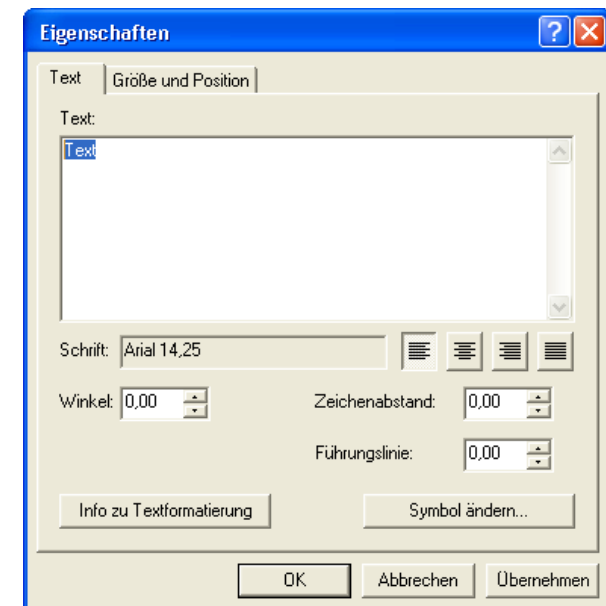 Eigenschaften
Text Größe und Position
Text:
Text
Schrift: Arial 14,25
Winkel: 0,00 Zeichenabstand: 0,00
Führungslinie: 0,00
Info zu Textformatierung Symbol ändern...
OK Abbrechen Übernehmen